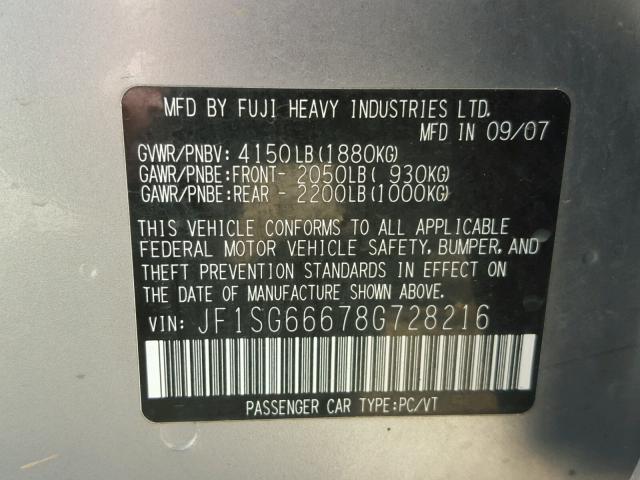 MFD BY FUJI HEAVY INDUSTRIES LTD.
MFD IN 09/07
GVWR/PNBV: 4150LB(1880KG)
GAWR/PNBE:FRONT- 2050LB( 930KG)
GAWR/PNBE:REAR - 2200LB(1000KG)
THIS VEHICLE CONFORMS TO ALL APPLICABLE
FEDERAL MOTOR VEHICLE SAFETY, BUMPER, AND
THEFT PREVENTION STANDARDS IN EFFECT ON
THE DATE OF MANUFACTURE SHOWN ABOVE.
VIN: JF1SG66678G728216
PASSENGER CAR TYPE:PC/VT